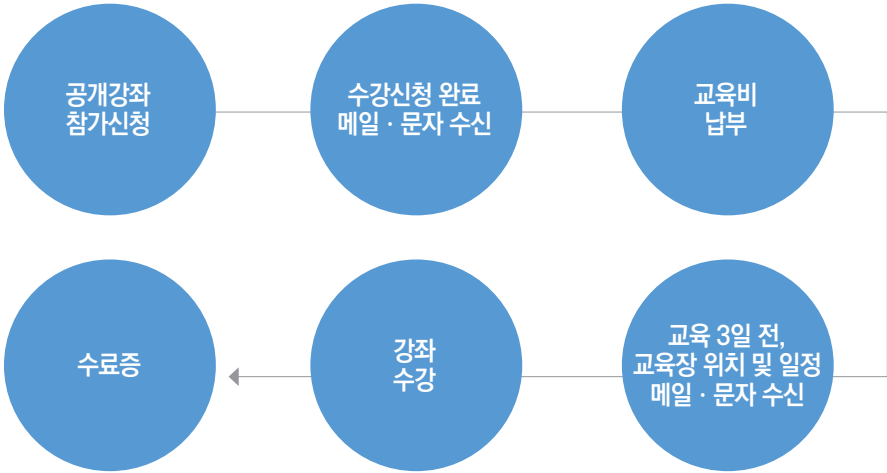 공개강좌
참가신청
수강신청 완료
메일 · 문자 수신
교육비
납부
교육 3일 전,
교육장 위치 및 일정
메일 · 문자 수신
강좌
수강
수료증